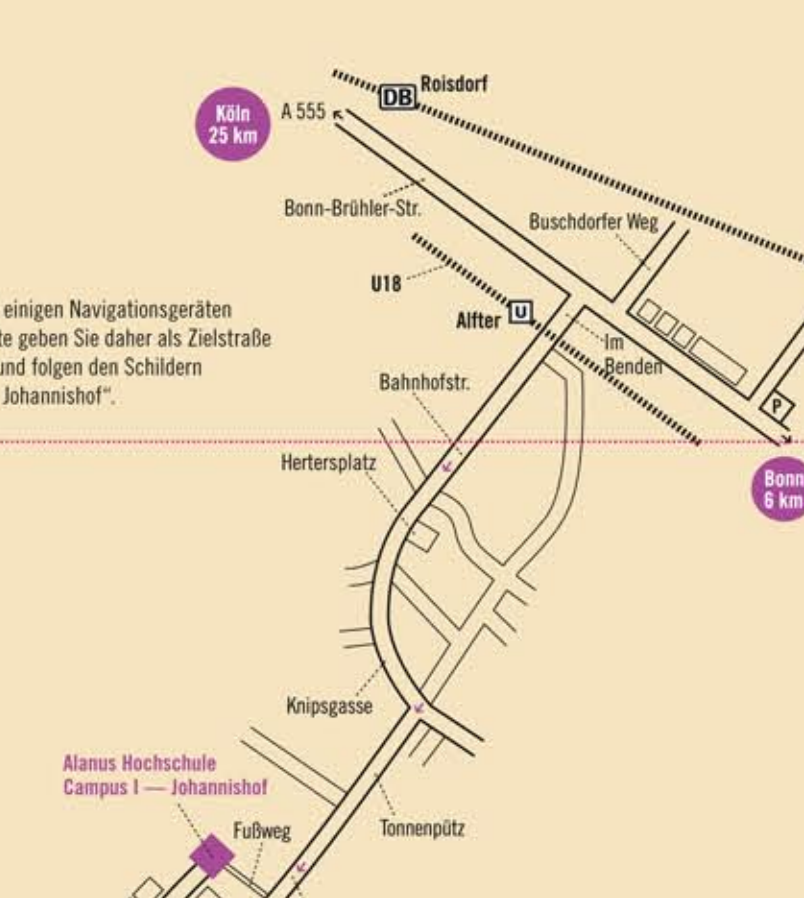 Roisdorf
DB
Köln
25 km
A 555
Bonn-Brühler-Str.
Buschdorfer Weg
U18
einigen Navigationsgeräten
te geben Sie daher als Zielstraße
und folgen den Schildern
Johannishof“.
Alfter
U
Im
Benden
Bahnhofstr.
P
Hertersplatz
Bonn
6 km
Knipsgasse
Alanus Hochschule
Campus I — Johannishof
Fußweg
Tonnenpütz